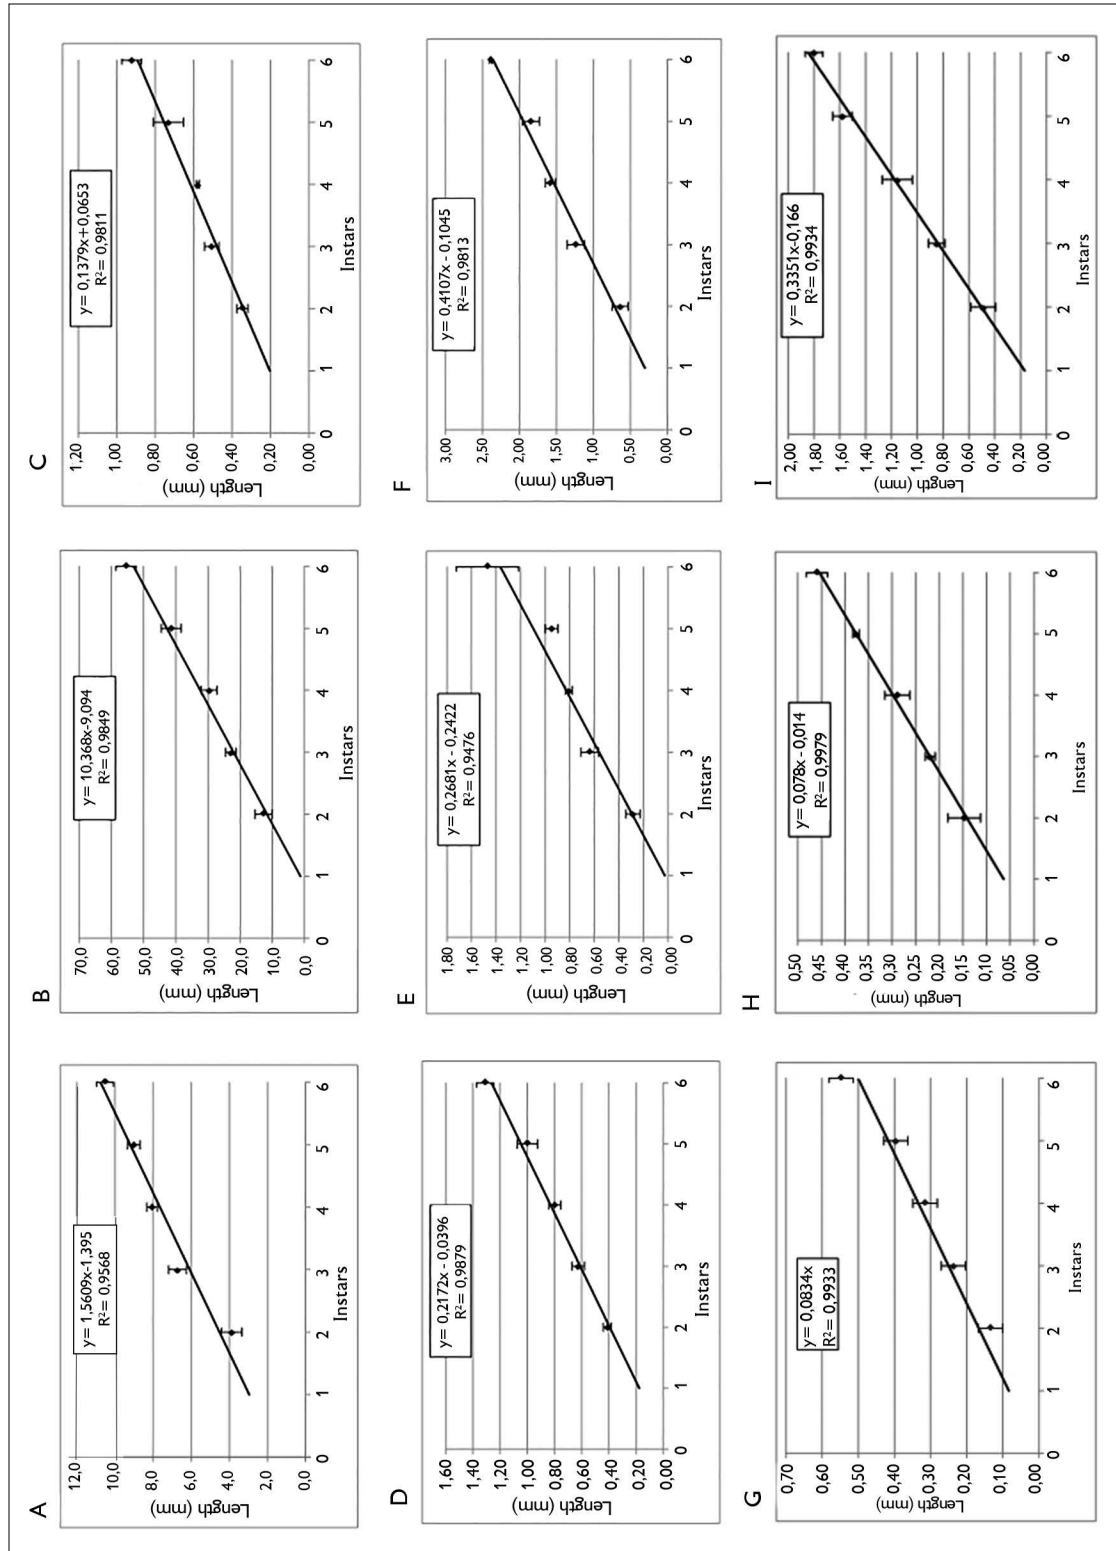 A
y= 1,5609x-1,395
R²= 0,9568
Length (mm)
12,0
10,0
8,0
6,0
4,0
2,0
0,0
0 1 2 3 4 5 6
Instars
B
y= 10,368x-9,094
R²= 0,9849
Length (mm)
70,0
60,0
50,0
40,0
30,0
20,0
10,0
0,0
0 1 2 3 4 5 6
Instars
C
y= 0,1379x+0,0653
R²= 0,9811
Length (mm)
1,20
1,00
0,80
0,60
0,40
0,20
0,00
0 1 2 3 4 5 6
Instars
D
y= 0,2172x - 0,0396
R²= 0,9879
Length (mm)
1,60
1,40
1,20
1,00
0,80
0,60
0,40
0,20
0,00
0 1 2 3 4 5 6
Instars
E
y= 0,2681x - 0,2422
R²= 0,9476
Length (mm)
1,80
1,60
1,40
1,20
1,00
0,80
0,60
0,40
0,20
0,00
0 1 2 3 4 5 6
Instars
F
y= 0,4107x - 0,1045
R²= 0,9813
Length (mm)
3,00
2,50
2,00
1,50
1,00
0,50
0,00
0 1 2 3 4 5 6
Instars
G
y= 0,0834x
R²= 0,9933
Length (mm)
0,70
0,60
0,50
0,40
0,30
0,20
0,10
0,00
0 1 2 3 4 5 6
Instars
H
y= 0,078x - 0,014
R²= 0,9979
Length (mm)
0,50
0,45
0,40
0,35
0,30
0,25
0,20
0,15
0,10
0,05
0,00
0 1 2 3 4 5 6
Instars
I
y= 0,3351x-0,166
R²= 0,9934
Length (mm)
2,00
1,80
1,60
1,40
1,20
1,00
0,80
0,60
0,40
0,20
0,00
0 1 2 3 4 5 6
Instars